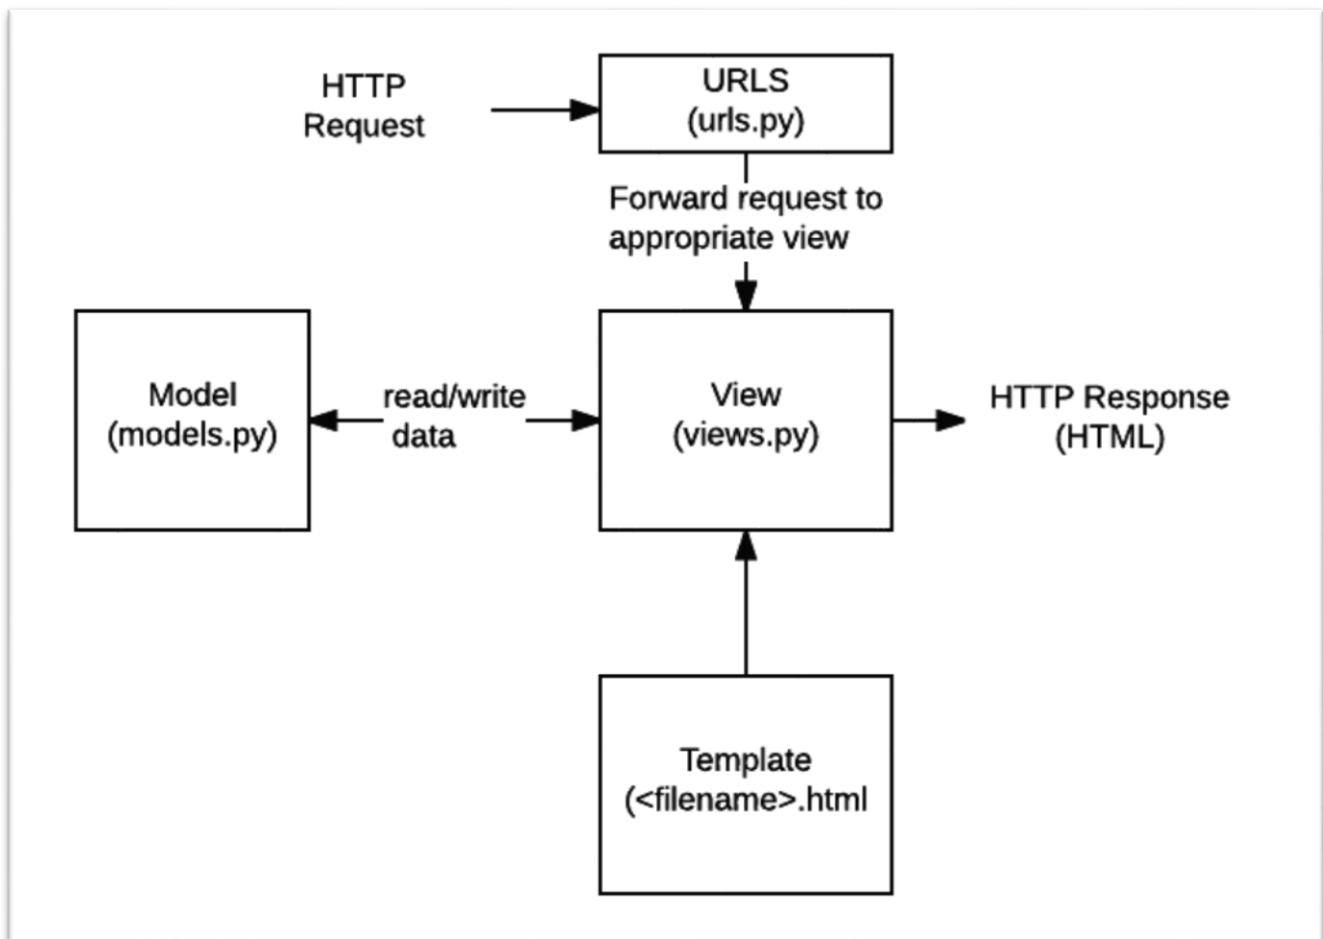 HTTP
Request
URLS
(urls.py)
Forward request to
appropriate view
Model
(models.py)
read/write
data
View
(views.py)
HTTP Response
(HTML)
Template
(<filename>.html